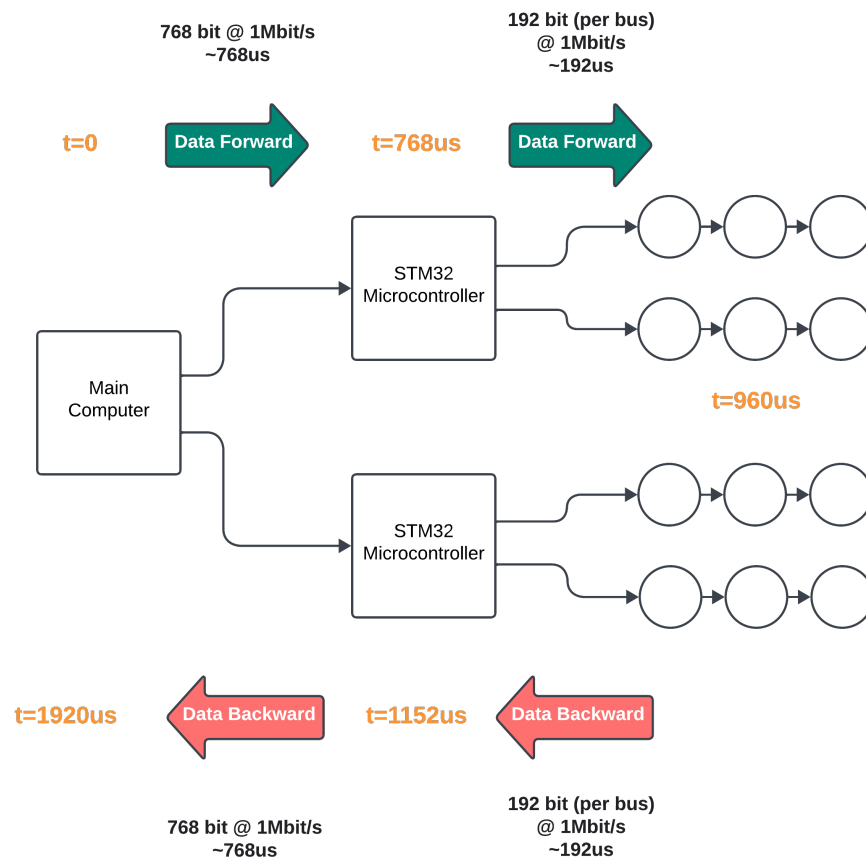 768 bit @ 1Mbit/s
~768us
192 bit (per bus)
@ 1Mbit/s
~192us
t=0
Data Forward
t=768us
Data Forward
STM32
Microcontroller
Main
Computer
t=960us
STM32
Microcontroller
t=1920us
Data Backward
t=1152us
Data Backward
768 bit @ 1Mbit/s
~768us
192 bit (per bus)
@ 1Mbit/s
~192us